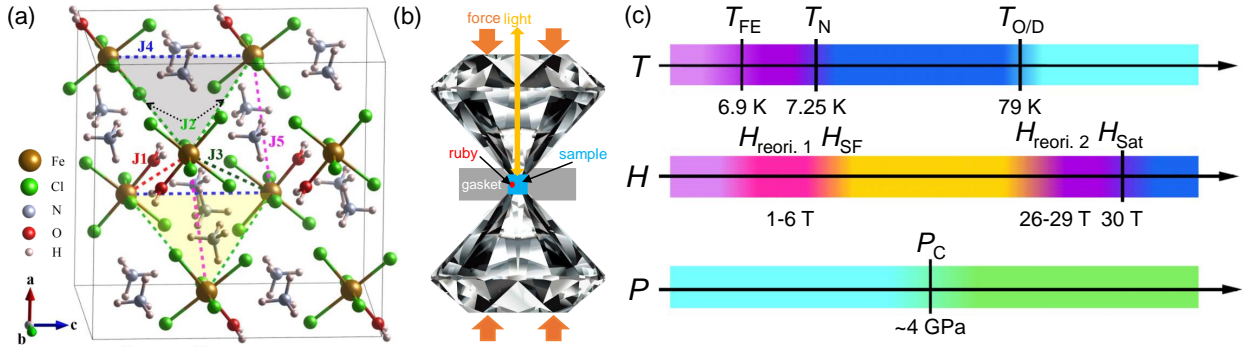 (a)
J4
J2
J5
J1
J3
Fe
Cl
N
O
H
a
b
c
(b)
force
light
ruby
sample
gasket
(c)
T_FE
T_N
T_O/D
T
6.9 K
7.25 K
79 K
H_reori. 1
H_SF
H_reori. 2
H_Sat
H
1-6 T
26-29 T
30 T
P_C
P
~4 GPa